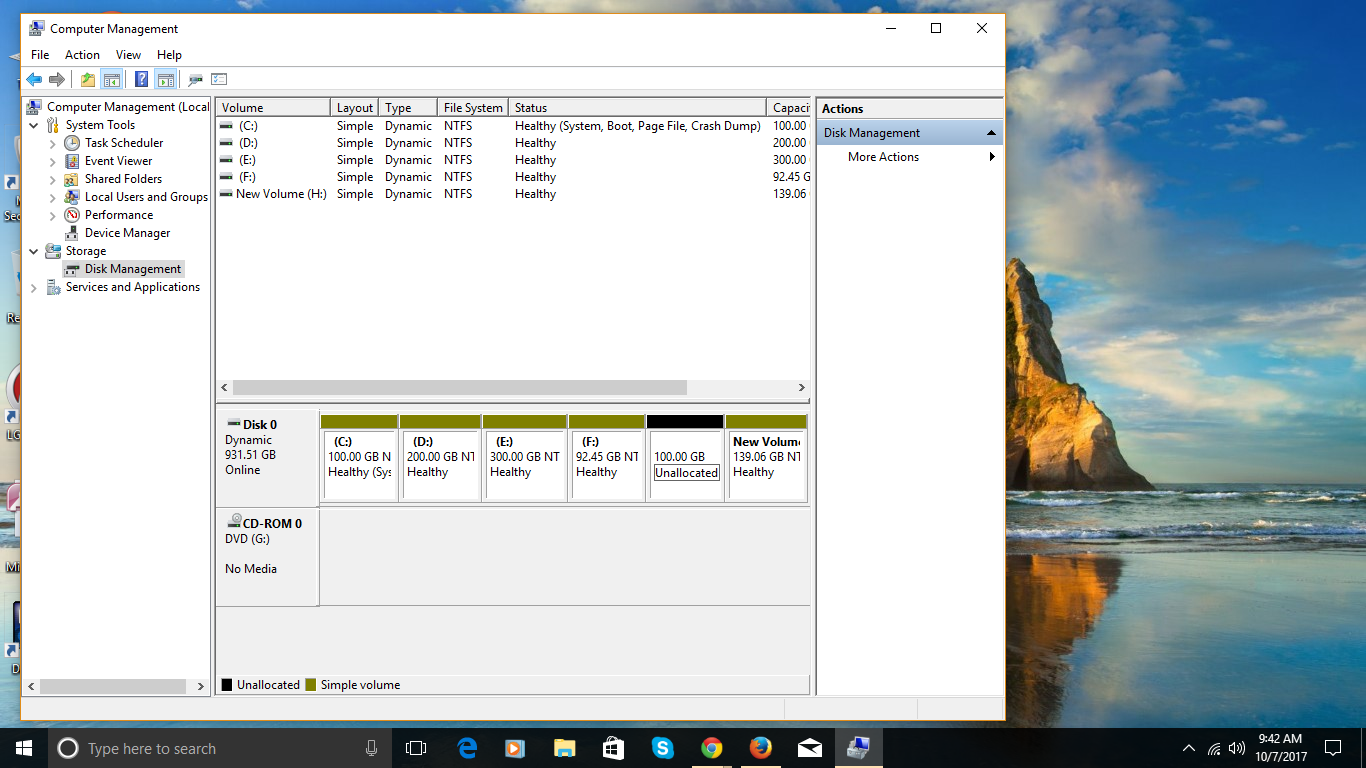 Computer Management
File Action View Help
Computer Management (Local
System Tools
Task Scheduler
Event Viewer
Shared Folders
Local Users and Groups
Performance
Device Manager
Storage
Disk Management
Services and Applications
Volume Layout Type File System Status Capaci
(C:) Simple Dynamic NTFS Healthy (System, Boot, Page File, Crash Dump) 100.00
(D:) Simple Dynamic NTFS Healthy 200.00
(E:) Simple Dynamic NTFS Healthy 300.00
(F:) Simple Dynamic NTFS Healthy 92.45 G
New Volume (H:) Simple Dynamic NTFS Healthy 139.06
Disk 0
Dynamic
931.51 GB
Online
(C:)
100.00 GB N
Healthy (Sys
(D:)
200.00 GB NT
Healthy
(E:)
300.00 GB NT
Healthy
(F:)
92.45 GB NT
Healthy
100.00 GB
Unallocated
New Volum
139.06 GB NT
Healthy
CD-ROM 0
DVD (G:)
No Media
Unallocated Simple volume
Actions
Disk Management
More Actions
Sec
Re
LG
Mi
D
Type here to search
9:42 AM
10/7/2017